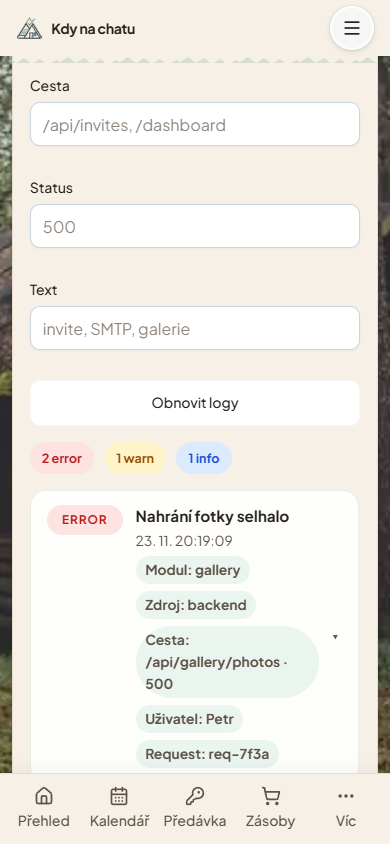 Kdy na chatu
Cesta
/api/invites, /dashboard
Status
500
Text
invite, SMTP, galerie
Obnovit logy
2 error
1 warn
1 info
ERROR
Nahrání fotky selhalo
23. 11. 20:19:09
Modul: gallery
Zdroj: backend
Cesta:
/api/gallery/photos ·
500
Uživatel: Petr
Request: req-7f3a
Přehled
Kalendář
Předávka
Zásoby
Víc